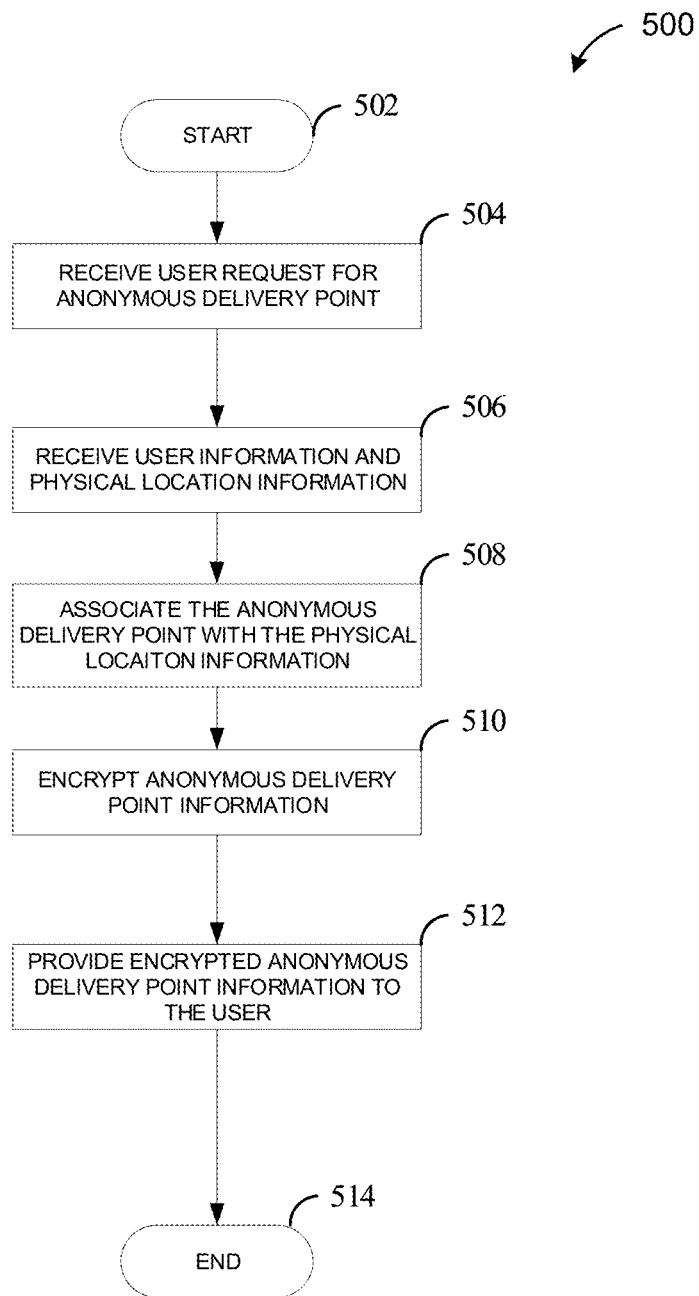 500
502
START
504
RECEIVE USER REQUEST FOR
ANONYMOUS DELIVERY POINT
506
RECEIVE USER INFORMATION AND
PHYSICAL LOCATION INFORMATION
508
ASSOCIATE THE ANONYMOUS
DELIVERY POINT WITH THE PHYSICAL
LOCAITON INFORMATION
510
ENCRYPT ANONYMOUS DELIVERY
POINT INFORMATION
512
PROVIDE ENCRYPTED ANONYMOUS
DELIVERY POINT INFORMATION TO
THE USER
514
END